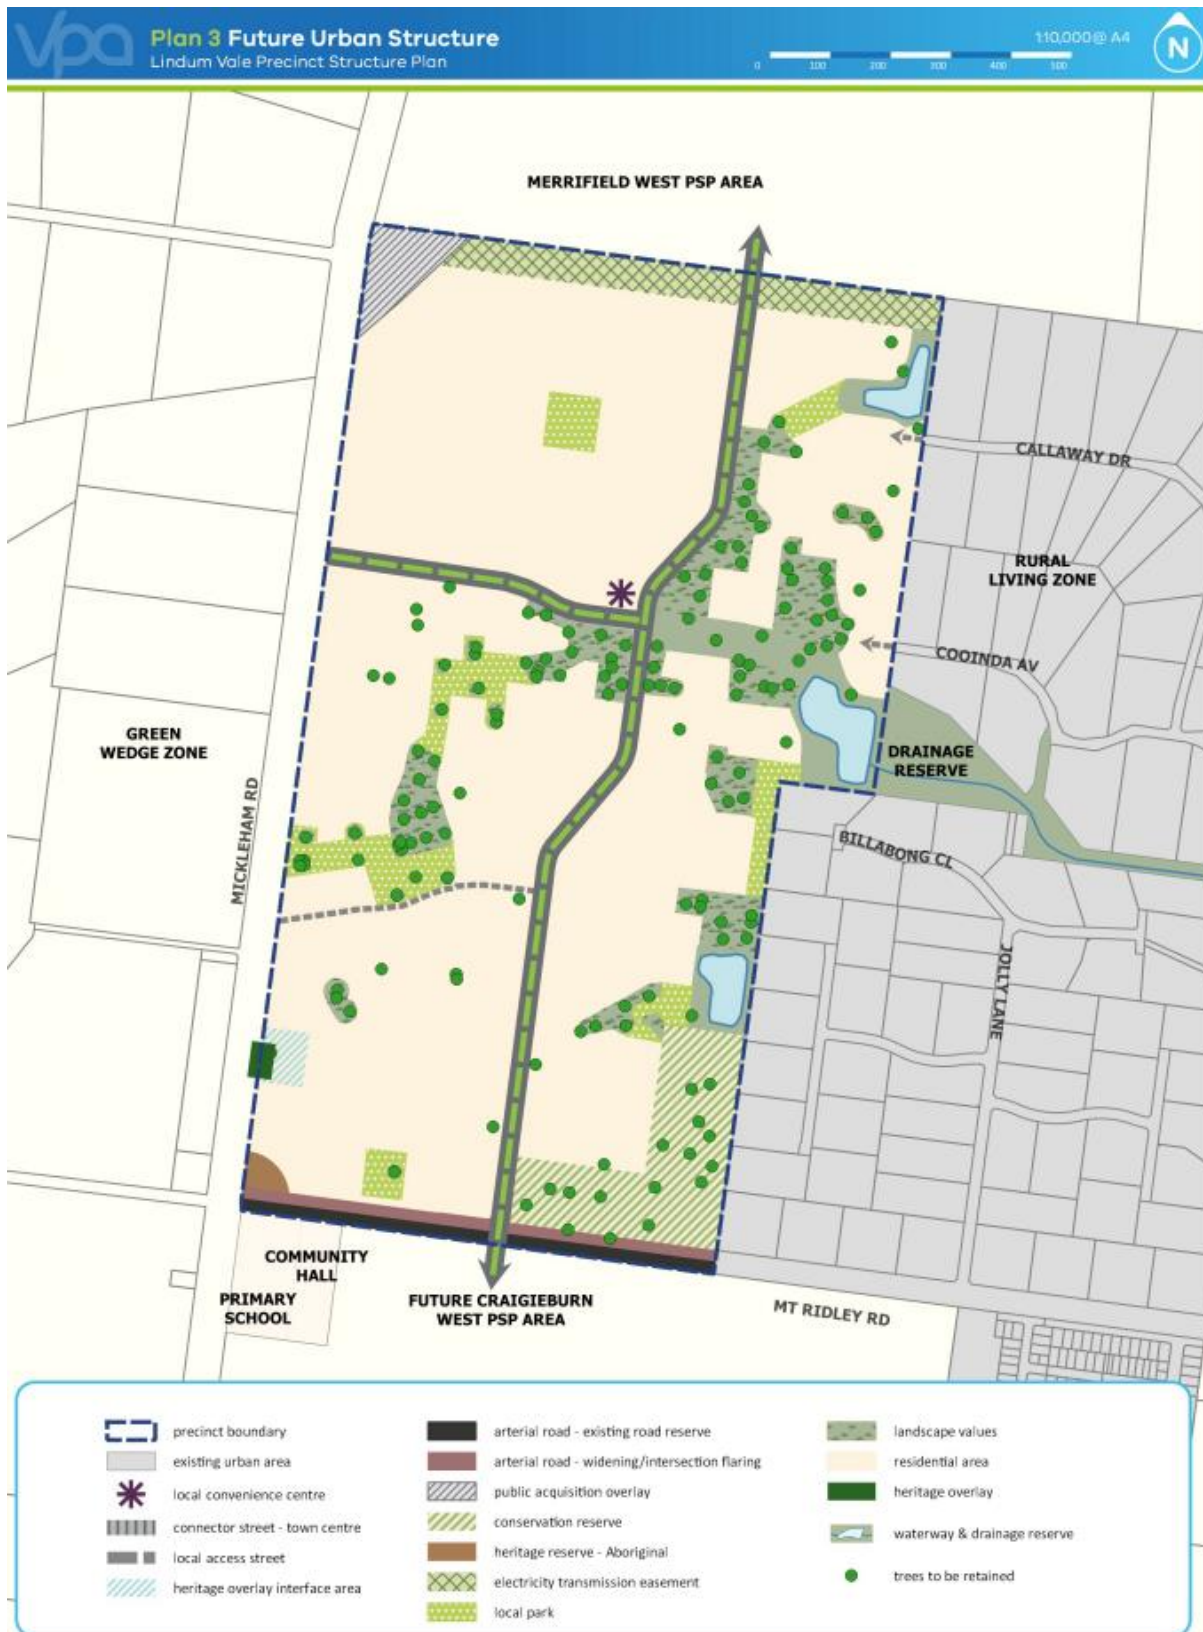 vpa
Plan 3 Future Urban Structure
Lindum Vale Precinct Structure Plan
1:10,000@ A4
0 100 200 300 400 500
N
MERRIFIELD WEST PSP AREA
CALLAWAY DR
RURAL
LIVING ZONE
COOINDA AV
GREEN
WEDGE ZONE
DRAINAGE
RESERVE
MICKLEHAM RD
BILLABONG CL
JOLLY LANE
COMMUNITY
HALL
PRIMARY
SCHOOL
FUTURE CRAIGIEBURN
WEST PSP AREA
MT RIDLEY RD
precinct boundary
existing urban area
local convenience centre
connector street - town centre
local access street
heritage overlay interface area
arterial road - existing road reserve
arterial road - widening/intersection flaring
public acquisition overlay
conservation reserve
heritage reserve - Aboriginal
electricity transmission easement
local park
landscape values
residential area
heritage overlay
waterway & drainage reserve
trees to be retained